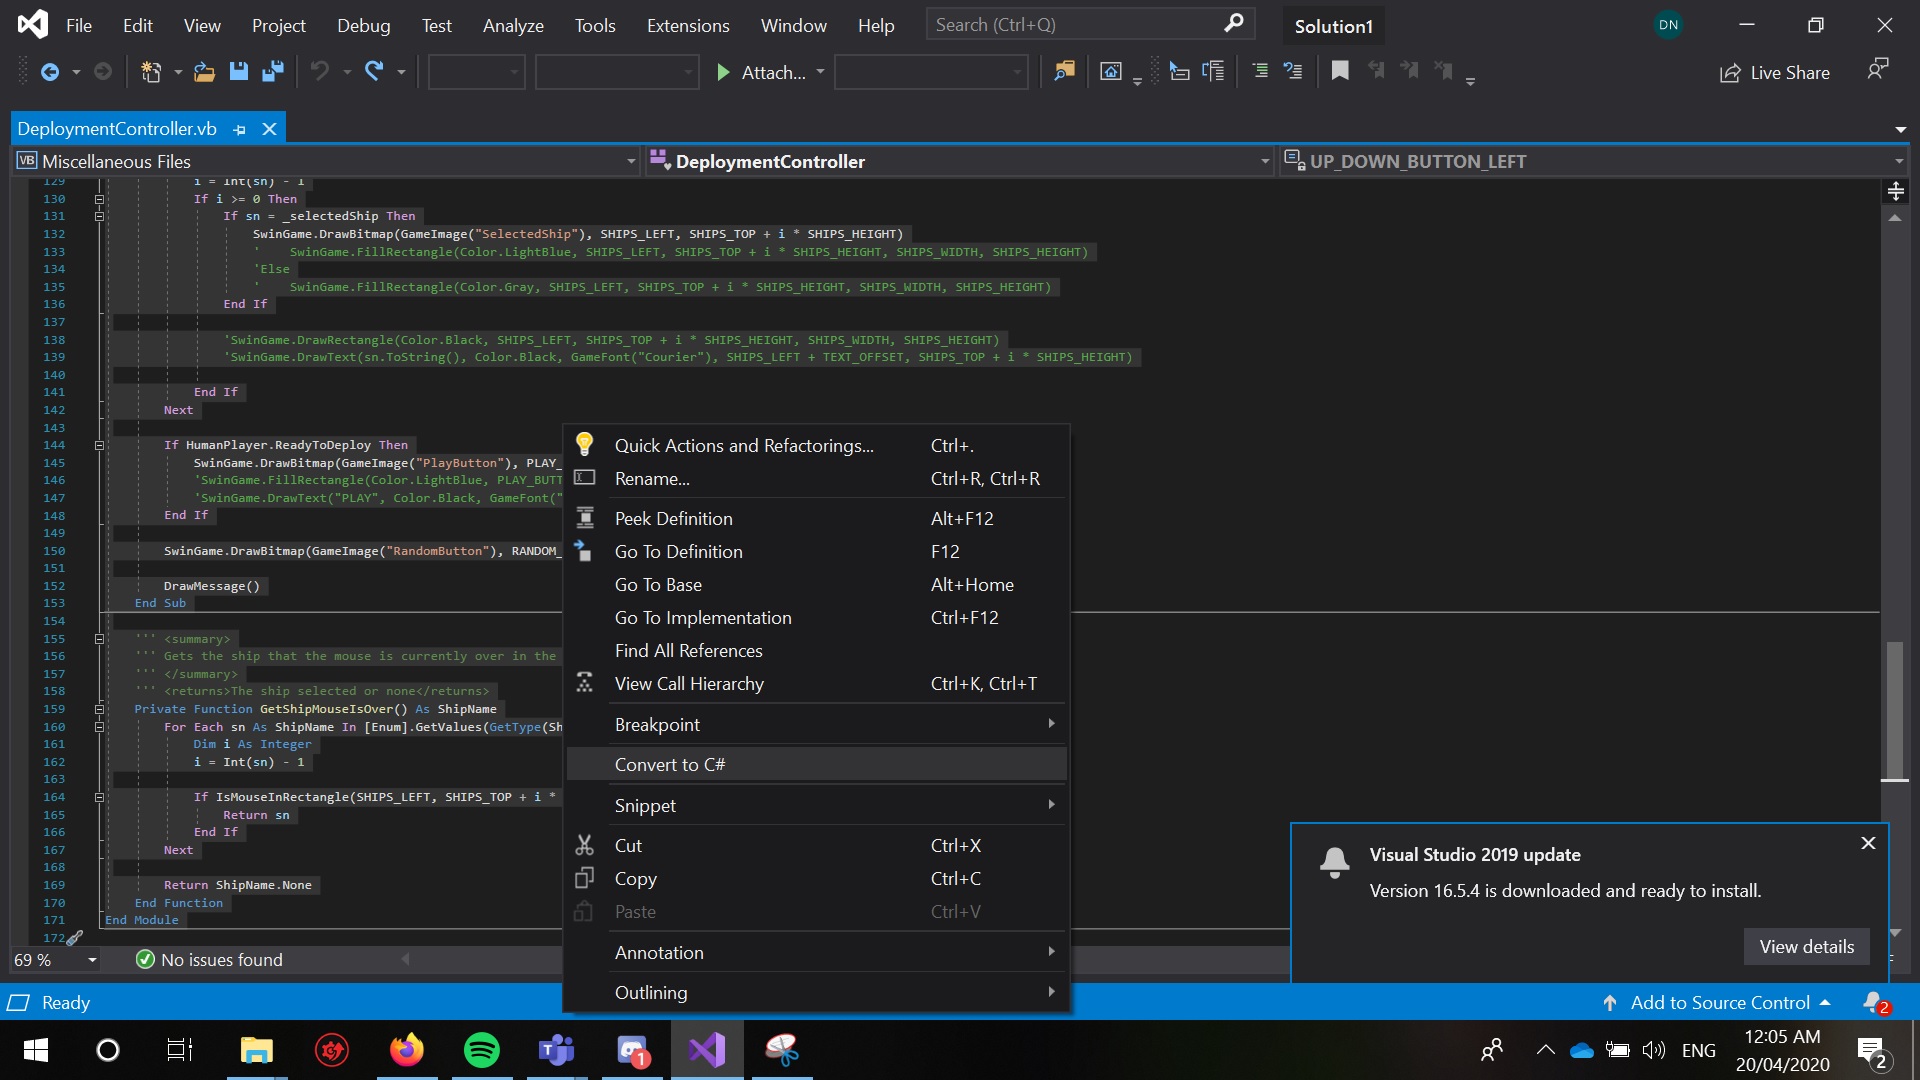 File Edit View Project Debug Test Analyze Tools Extensions Window Help Search (Ctrl+Q) Solution1 DN
Attach... Live Share
DeploymentController.vb
VB Miscellaneous Files DeploymentController UP_DOWN_BUTTON_LEFT
129 i = Int(sn) - 1
130 If i >= 0 Then
131 If sn = _selectedShip Then
132 SwinGame.DrawBitmap(GameImage("SelectedShip"), SHIPS_LEFT, SHIPS_TOP + i * SHIPS_HEIGHT)
133 '    SwinGame.FillRectangle(Color.LightBlue, SHIPS_LEFT, SHIPS_TOP + i * SHIPS_HEIGHT, SHIPS_WIDTH, SHIPS_HEIGHT)
134 'Else
135 '    SwinGame.FillRectangle(Color.Gray, SHIPS_LEFT, SHIPS_TOP + i * SHIPS_HEIGHT, SHIPS_WIDTH, SHIPS_HEIGHT)
136 End If
137
138 'SwinGame.DrawRectangle(Color.Black, SHIPS_LEFT, SHIPS_TOP + i * SHIPS_HEIGHT, SHIPS_WIDTH, SHIPS_HEIGHT)
139 'SwinGame.DrawText(sn.ToString(), Color.Black, GameFont("Courier"), SHIPS_LEFT + TEXT_OFFSET, SHIPS_TOP + i * SHIPS_HEIGHT)
140
141 End If
142 Next
143
144 If HumanPlayer.ReadyToDeploy Then
145 SwinGame.DrawBitmap(GameImage("PlayButton"), PLAY_
146 'SwinGame.FillRectangle(Color.LightBlue, PLAY_BUTT
147 'SwinGame.DrawText("PLAY", Color.Black, GameFont("
148 End If
149
150 SwinGame.DrawBitmap(GameImage("RandomButton"), RANDOM_
151
152 DrawMessage()
153 End Sub
154
155 ''' <summary>
156 ''' Gets the ship that the mouse is currently over in the
157 ''' </summary>
158 ''' <returns>The ship selected or none</returns>
159 Private Function GetShipMouseIsOver() As ShipName
160 For Each sn As ShipName In [Enum].GetValues(GetType(Sh
161 Dim i As Integer
162 i = Int(sn) - 1
163
164 If IsMouseInRectangle(SHIPS_LEFT, SHIPS_TOP + i *
165 Return sn
166 End If
167 Next
168
169 Return ShipName.None
170 End Function
171 End Module
172
Quick Actions and Refactorings... Ctrl+.
Rename... Ctrl+R, Ctrl+R
Peek Definition Alt+F12
Go To Definition F12
Go To Base Alt+Home
Go To Implementation Ctrl+F12
Find All References
View Call Hierarchy Ctrl+K, Ctrl+T
Breakpoint
Convert to C#
Snippet
Cut Ctrl+X
Copy Ctrl+C
Paste Ctrl+V
Annotation
Outlining
Visual Studio 2019 update
Version 16.5.4 is downloaded and ready to install.
View details
69 % No issues found
Ready Add to Source Control 2
1 ENG 12:05 AM
20/04/2020 2